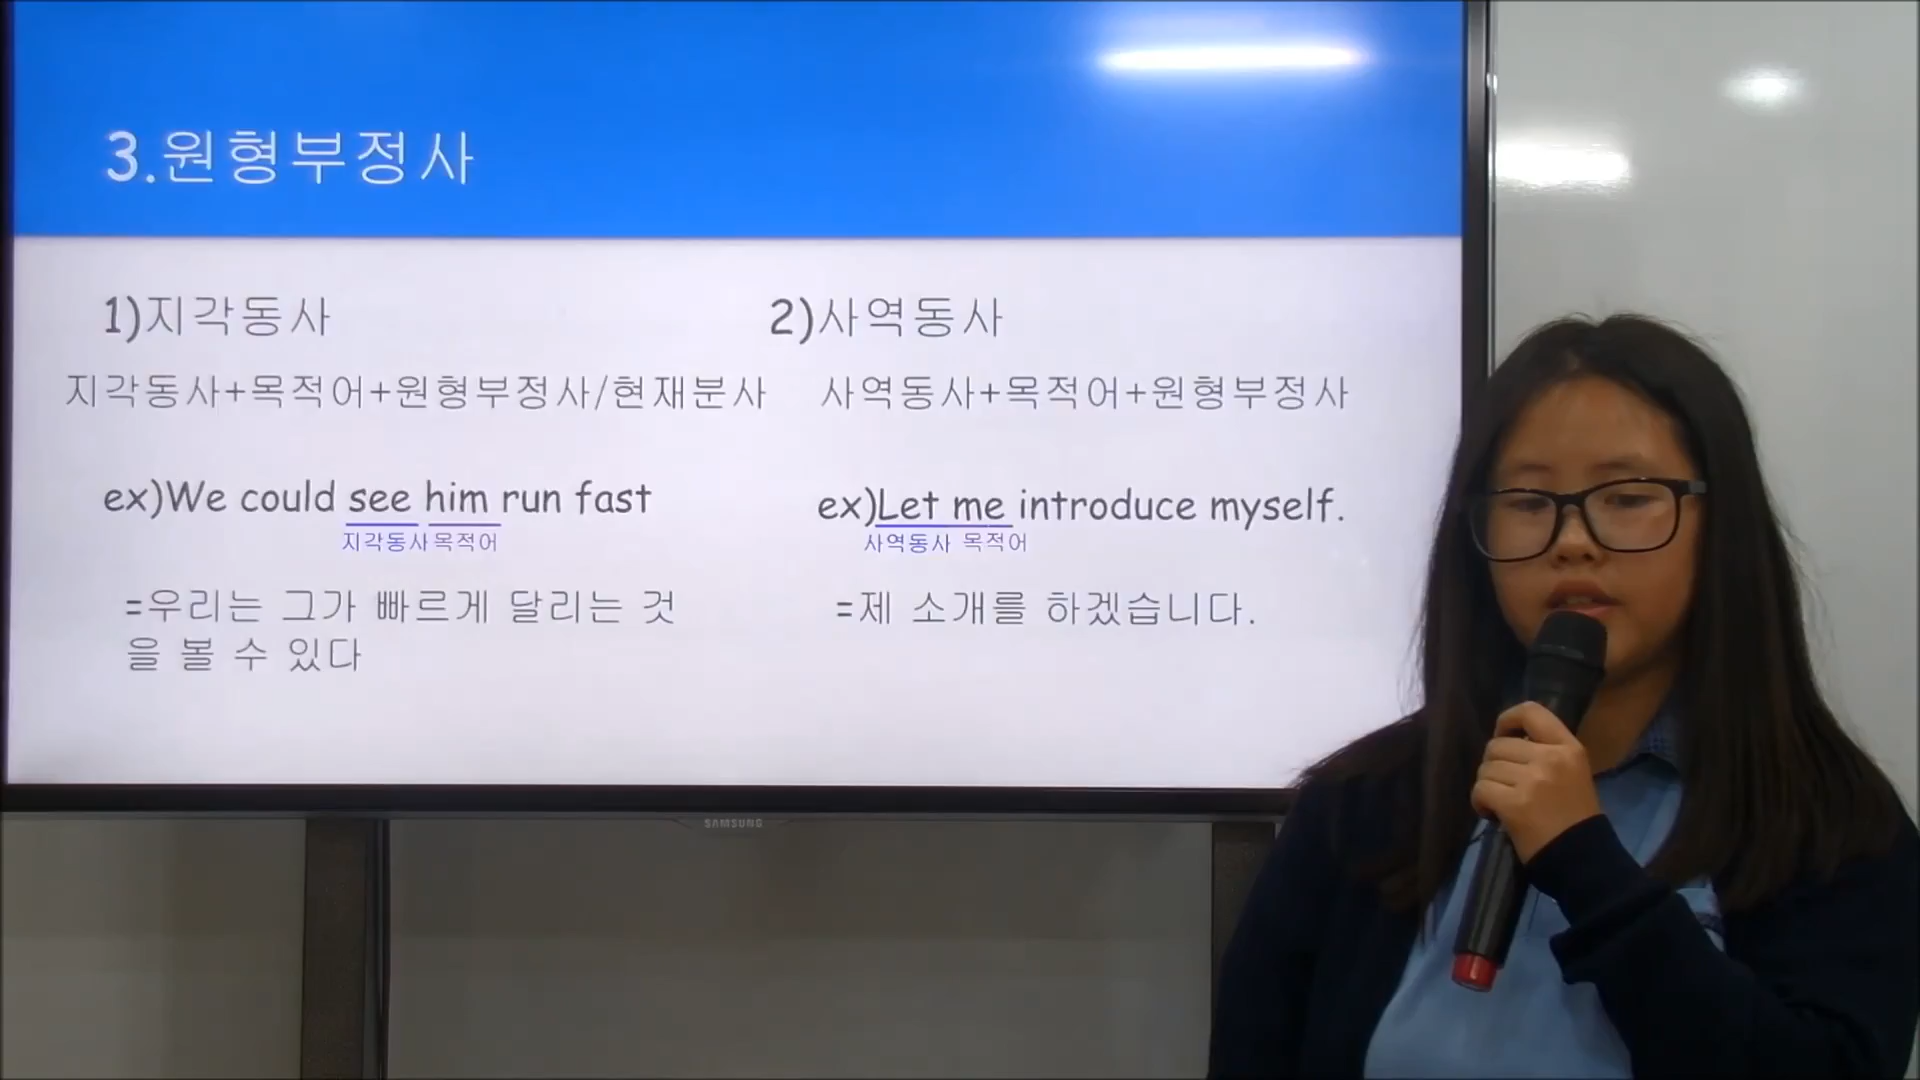 3.원형부정사
1)지각동사
지각동사+목적어+원형부정사/현재분사
ex)We could see him run fast
지각동사 목적어
=우리는 그가 빠르게 달리는 것
을 볼 수 있다
2)사역동사
사역동사+목적어+원형부정사
ex)Let me introduce myself.
사역동사 목적어
=제 소개를 하겠습니다.
SAMSUNG